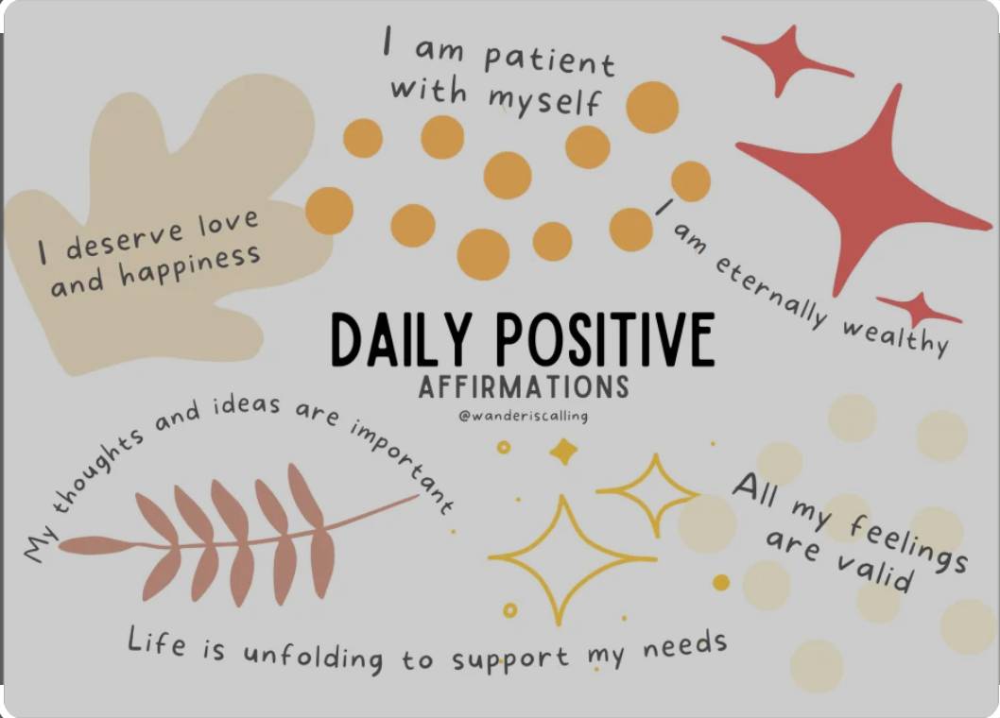 I am patient
with myself
I deserve love
and happiness
I am eternally wealthy
DAILY POSITIVE
AFFIRMATIONS
@wanderiscalling
My thoughts and ideas are important
All my feelings
are valid
Life is unfolding to support my needs